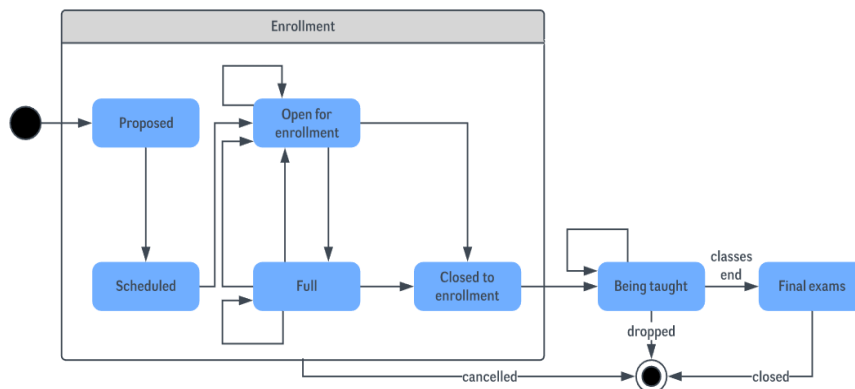 Enrollment
Proposed
Open for
enrollment
Scheduled
Full
Closed to
enrollment
Being taught
classes
end
Final exams
dropped
cancelled
closed